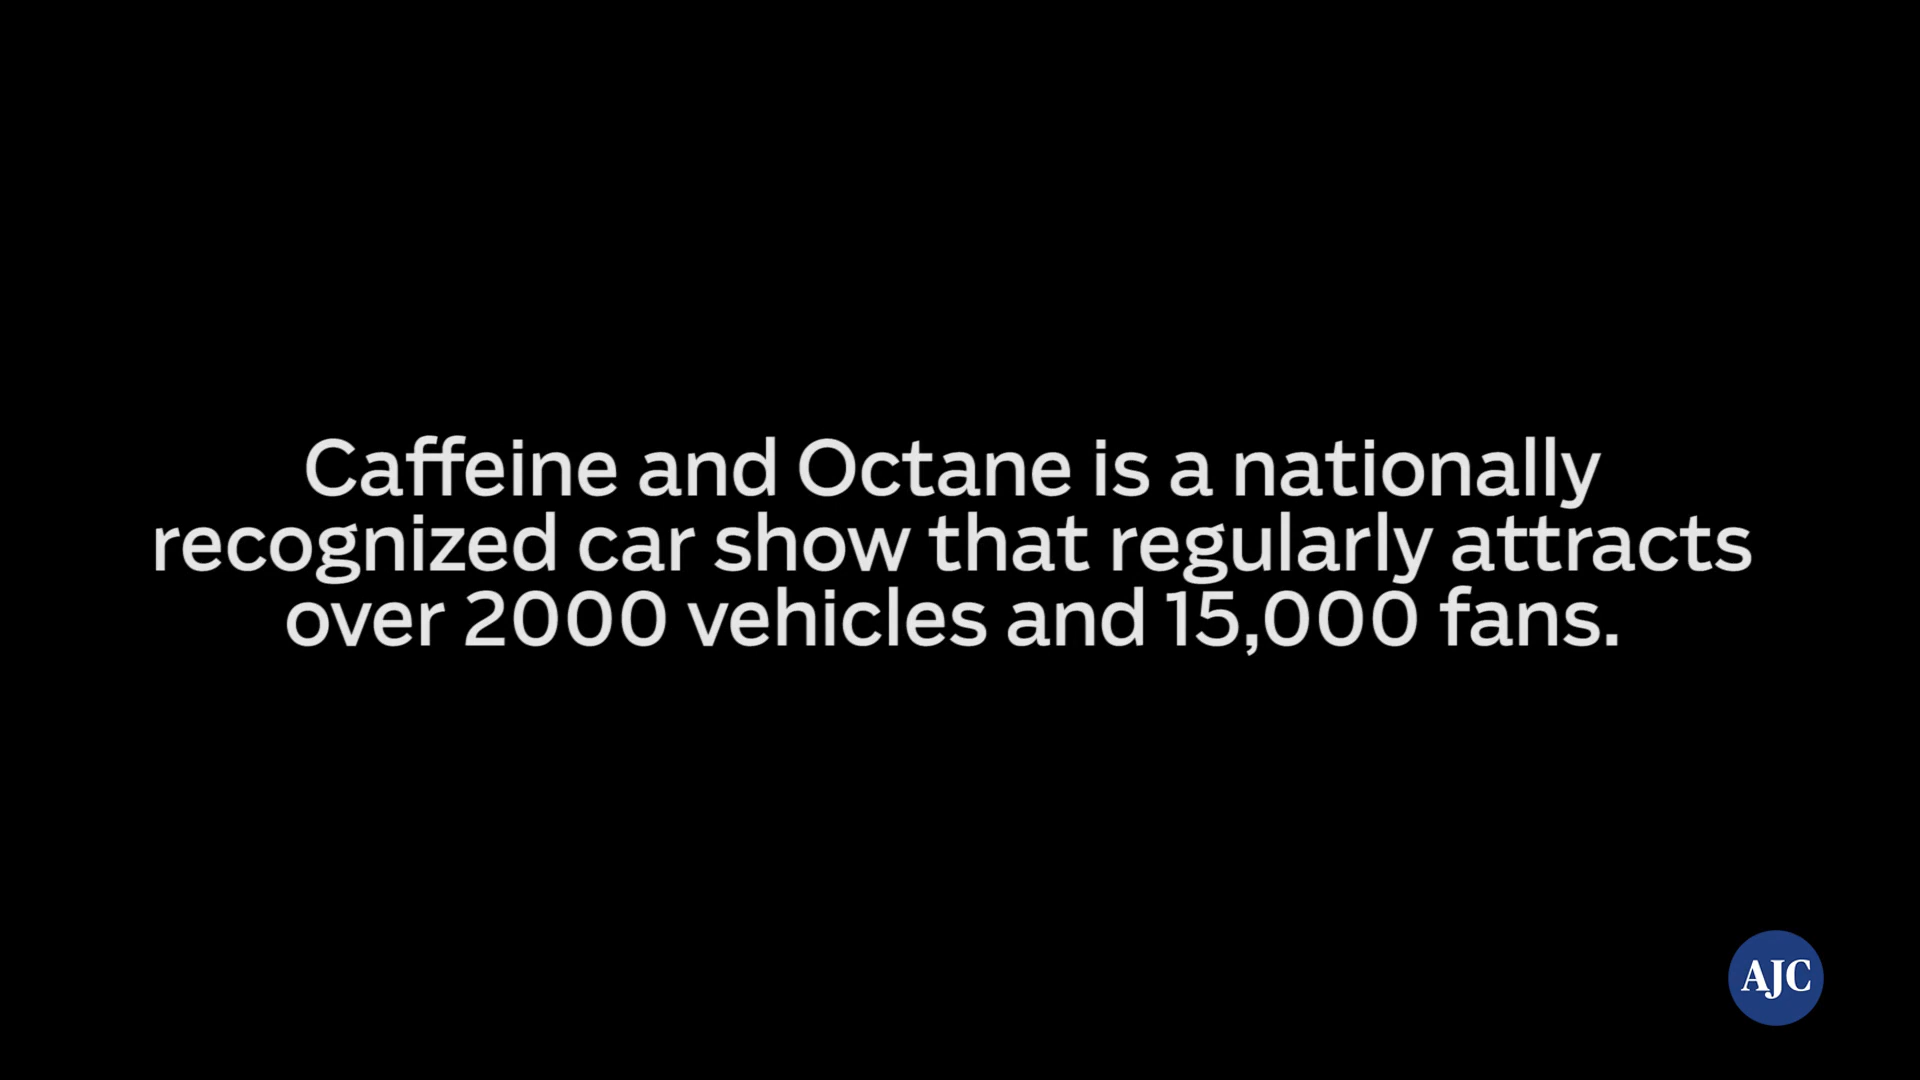 Caffeine and Octane is a nationally
recognized car show that regularly attracts
over 2000 vehicles and 15,000 fans.
AJC